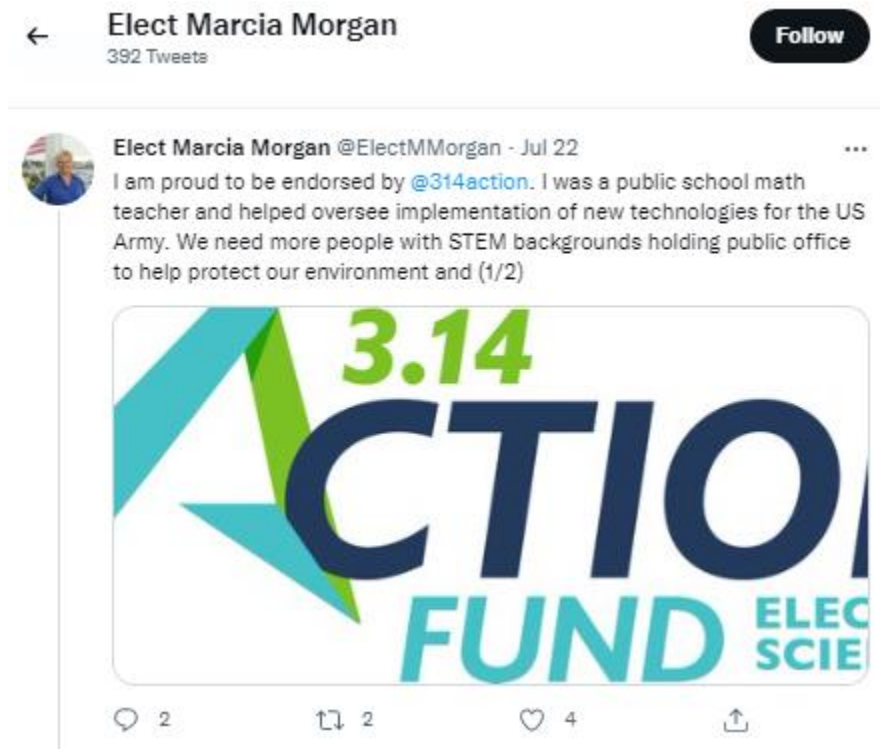 Elect Marcia Morgan
392 Tweets
Follow
Elect Marcia Morgan @ElectMMorgan · Jul 22
I am proud to be endorsed by @314action. I was a public school math
teacher and helped oversee implementation of new technologies for the US
Army. We need more people with STEM backgrounds holding public office
to help protect our environment and (1/2)
3.14
ACTIO
FUND
ELEC
SCIE
2 2 4